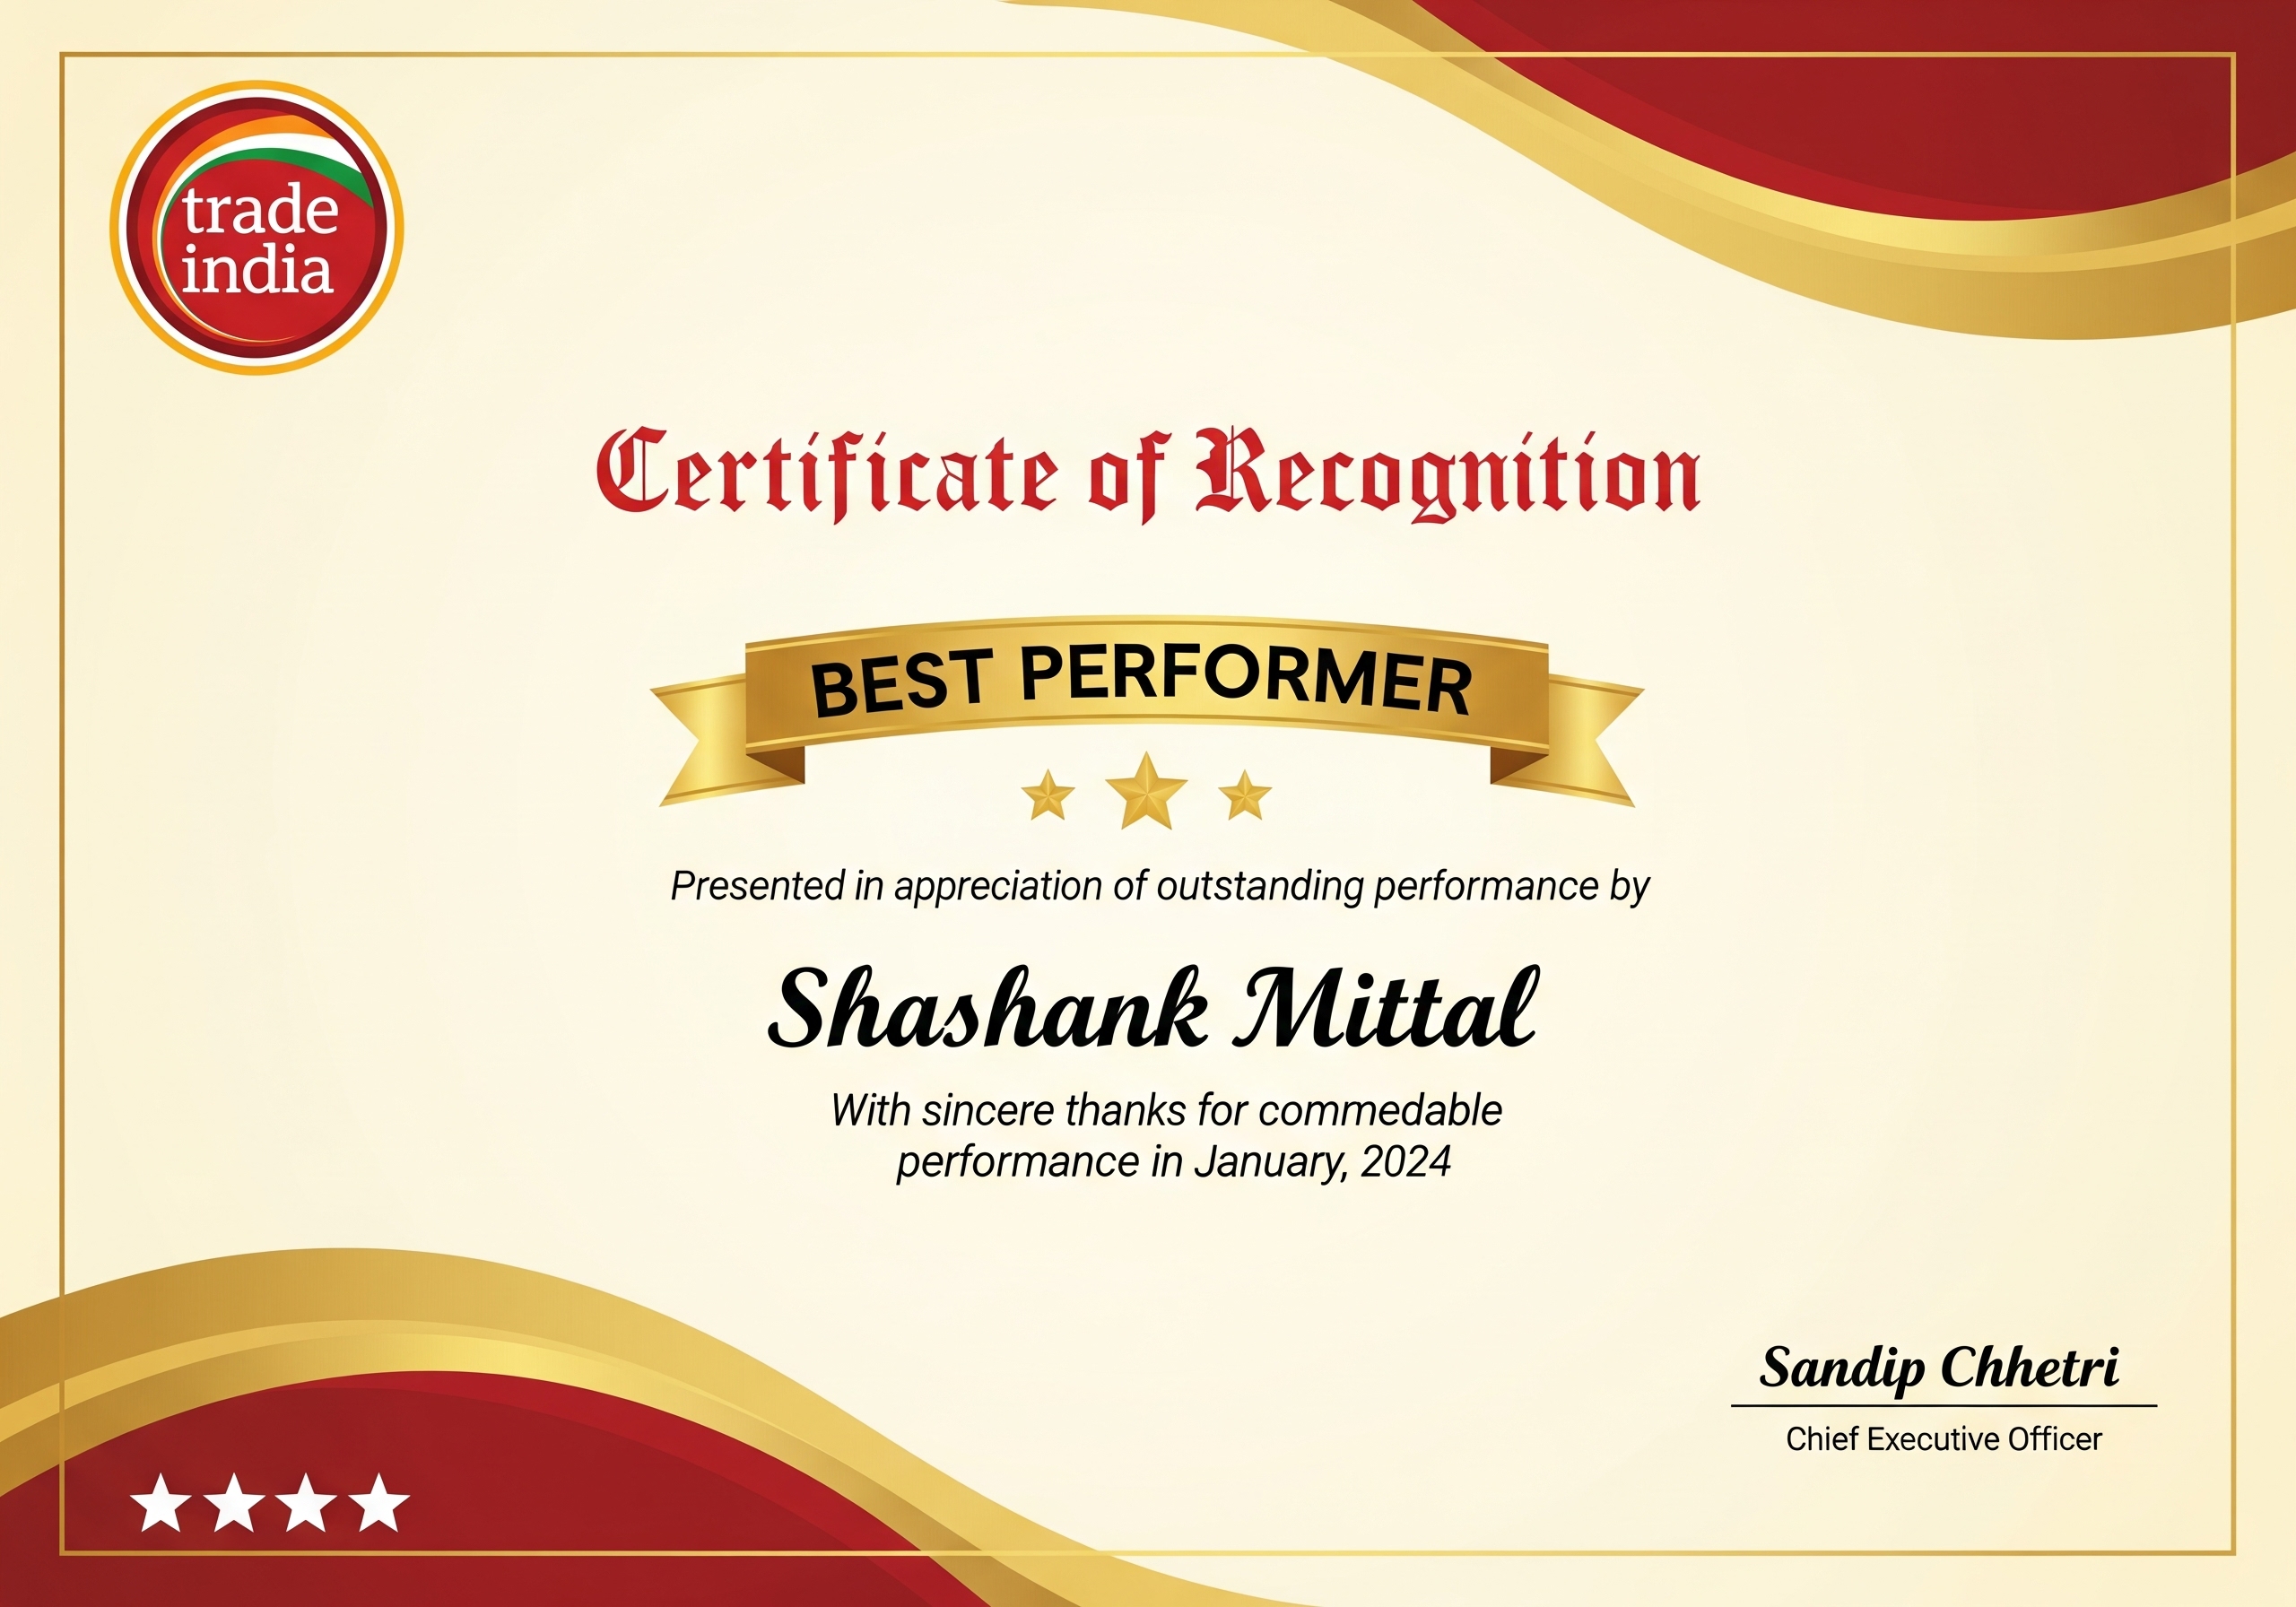 trade
india
Certificate of Recognition
BEST PERFORMER
Presented in appreciation of outstanding performance by
Shashank Mittal
With sincere thanks for commedable
performance in January, 2024
Sandip Chhetri
Chief Executive Officer